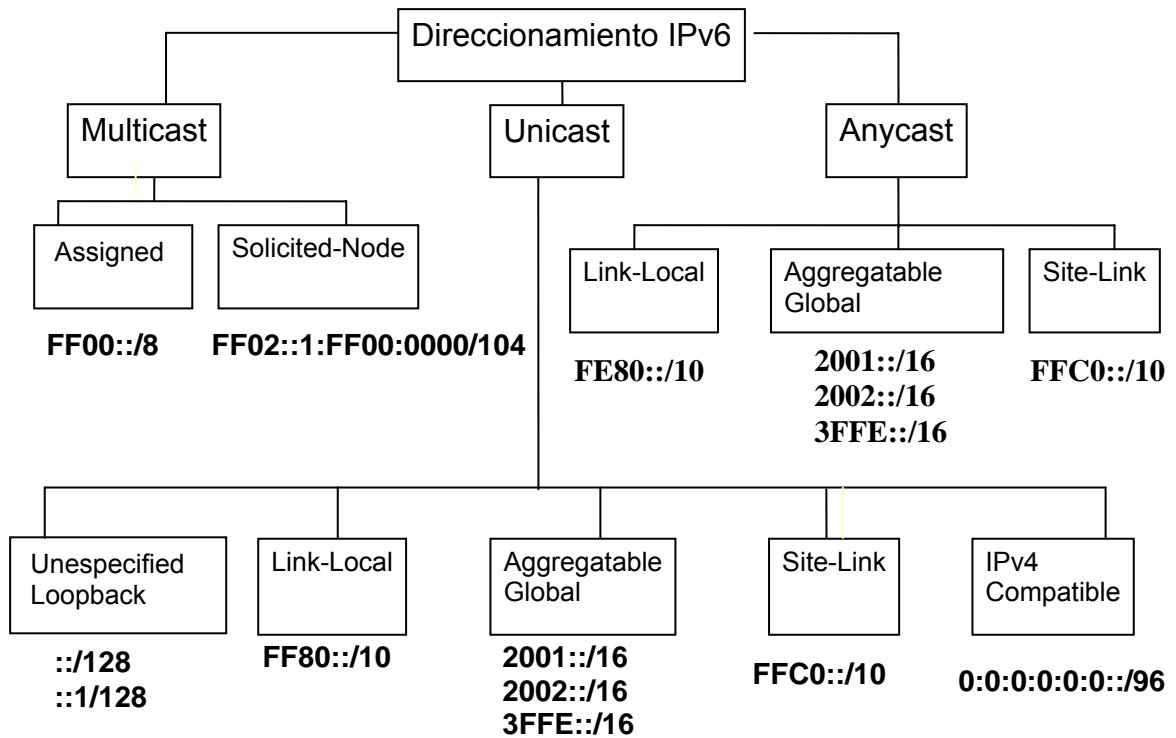 Direccionamiento IPv6
Multicast
Unicast
Anycast
Assigned
Solicited-Node
FF00::/8
FF02::1:FF00:0000/104
Link-Local
Aggregatable
Global
Site-Link
FE80::/10
2001::/16
2002::/16
3FFE::/16
FFC0::/10
Unespecified
Loopback
Link-Local
Aggregatable
Global
Site-Link
IPv4
Compatible
::/128
::1/128
FF80::/10
2001::/16
2002::/16
3FFE::/16
FFC0::/10
0:0:0:0:0:0::/96